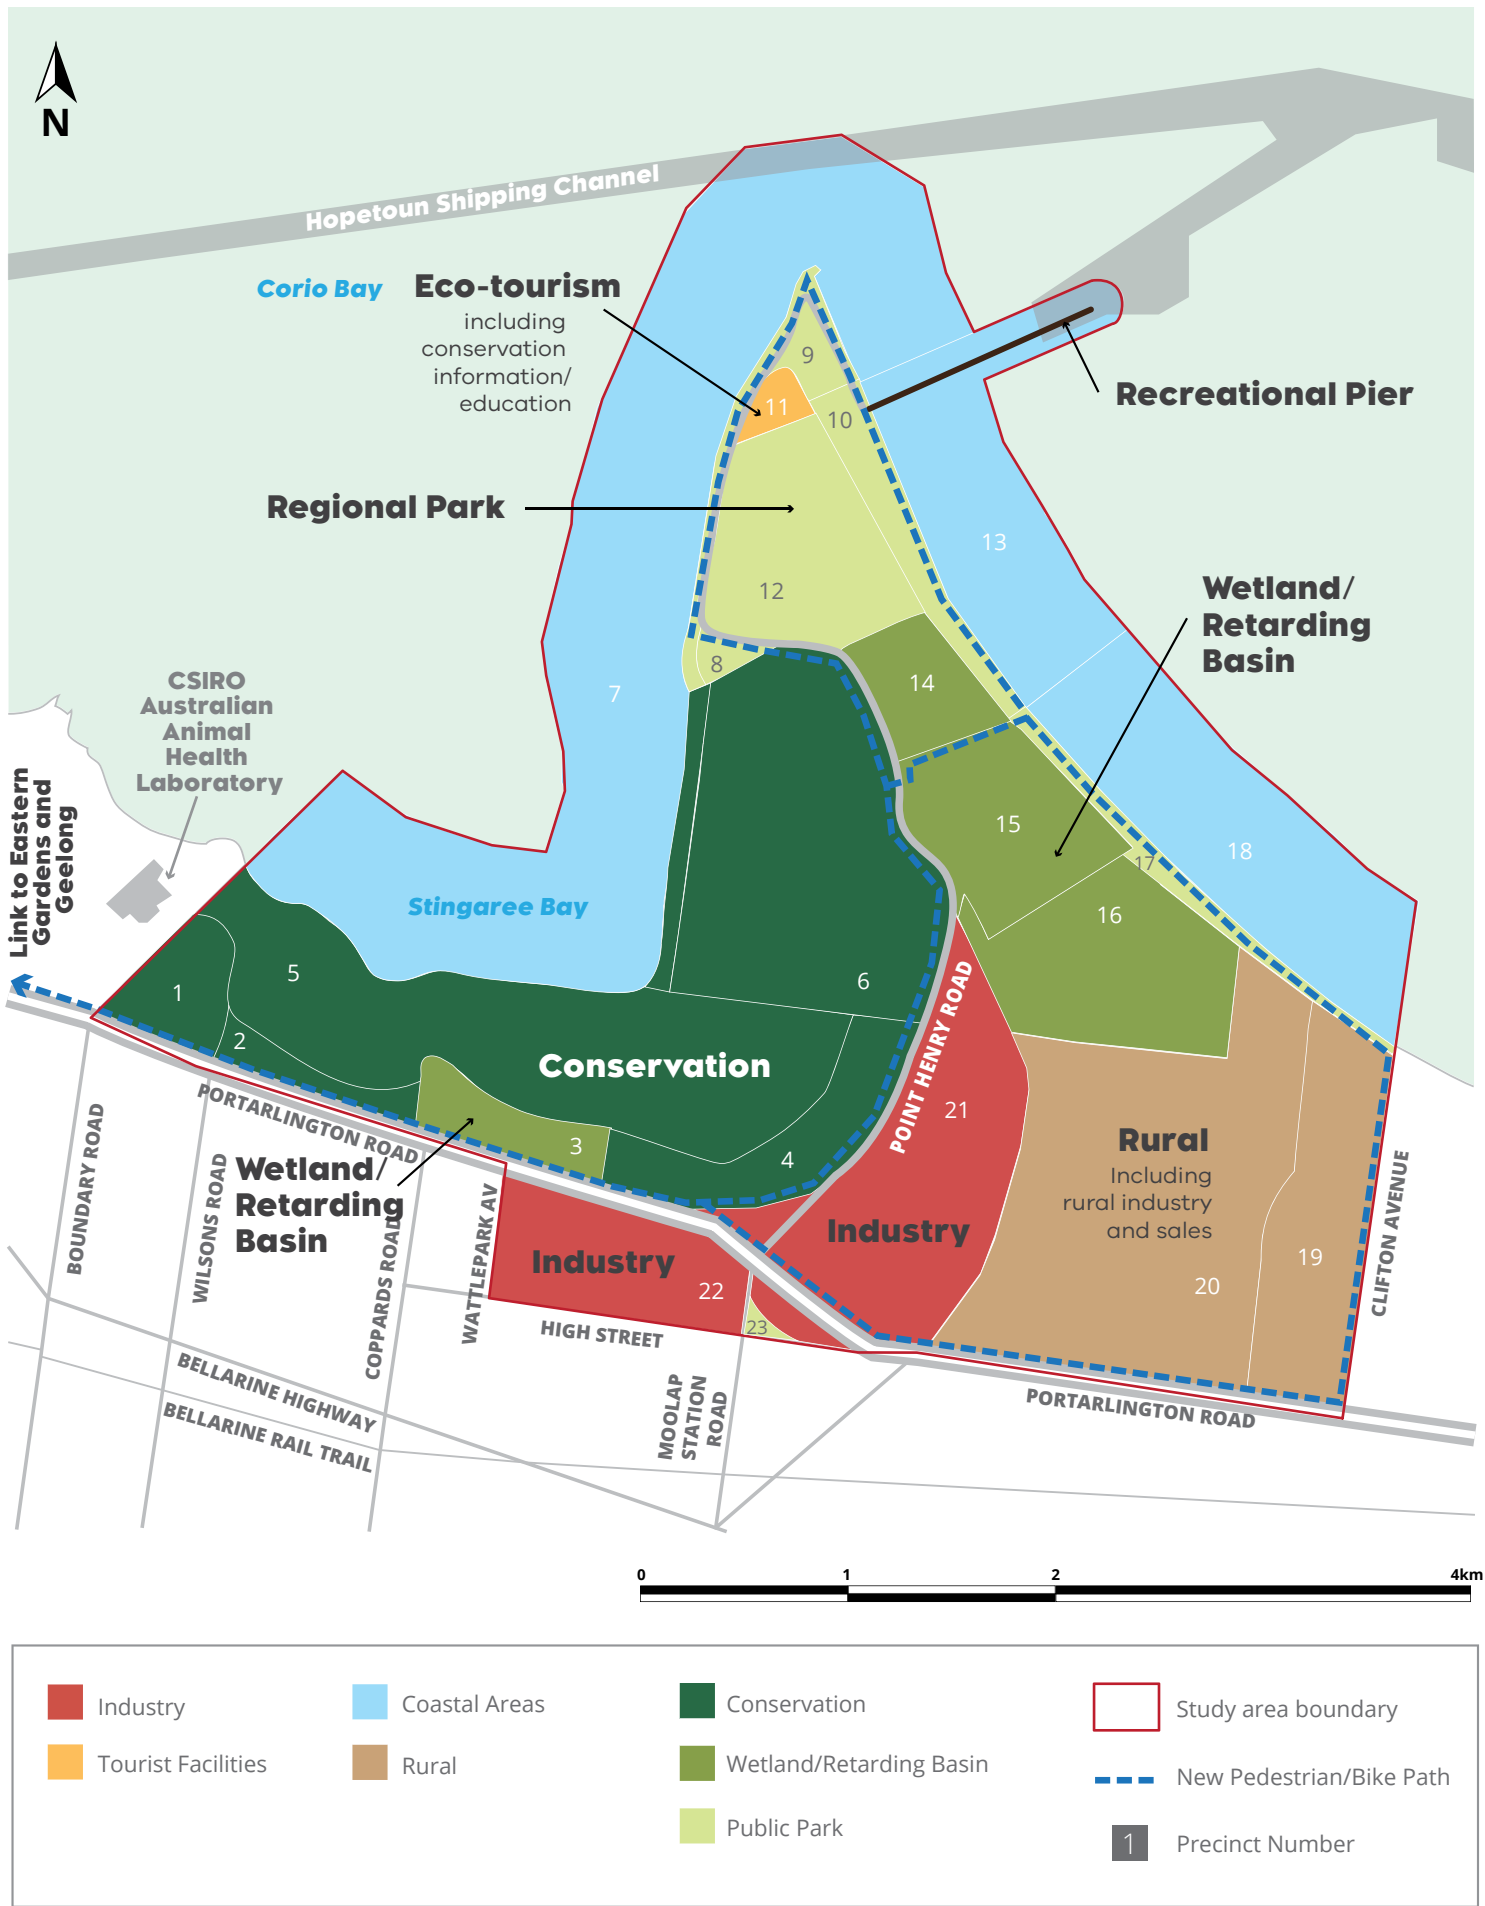 N
Hopetoun Shipping Channel
Corio Bay
Eco-tourism
including
conservation
information/
education
Recreational Pier
Regional Park
Wetland/
Retarding
Basin
CSIRO
Australian
Animal
Health
Laboratory
Link to Eastern
Gardens and
Geelong
Stingaree Bay
9
11
10
13
12
8
7
14
15
17
18
16
5
1
6
2
Conservation
3
4
21
POINT HENRY ROAD
Rural
Including
rural industry
and sales
20
19
CLIFTON AVENUE
Wetland/
Retarding
Basin
Industry
Industry
22
23
PORTARLINGTON ROAD
BOUNDARY ROAD
WILSONS ROAD
COPPARDS ROAD
WATTLEPARK AV
HIGH STREET
BELLARINE HIGHWAY
BELLARINE RAIL TRAIL
MOOLAP
STATION
ROAD
PORTARLINGTON ROAD
0 1 2 4km
Industry
Tourist Facilities
Coastal Areas
Rural
Conservation
Wetland/Retarding Basin
Public Park
Study area boundary
New Pedestrian/Bike Path
1 Precinct Number